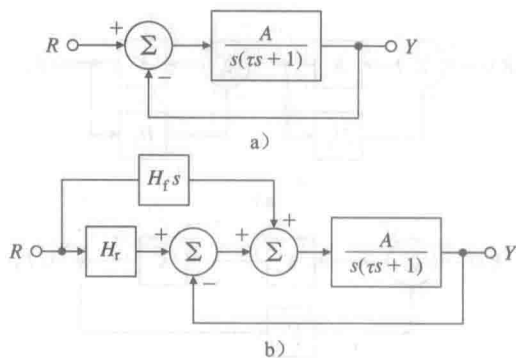 R + Σ A Y
s(τs + 1)
−
a）
H_f s
+
R H_r + Σ + Σ A Y
s(τs + 1)
−
b）